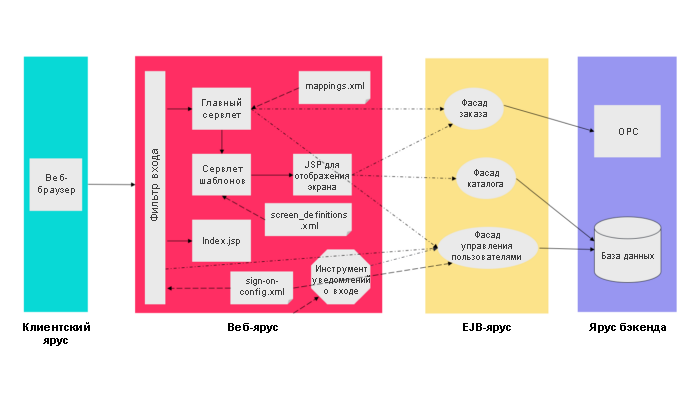 mappings.xml
Главный
сервлет
Фасад
заказа
OPC
Фильтр входа
Веб-
браузер
Сервлет
шаблонов
JSP для
отображения
экрана
Фасад
каталога
screen_definitions
.xml
Index.jsp
Фасад
управления
пользователями
База данных
sign-on-
config.xml
Инструмент
уведомлений
о входе
Клиентский
ярус
Веб-ярус
EJB-ярус
Ярус бэкенда